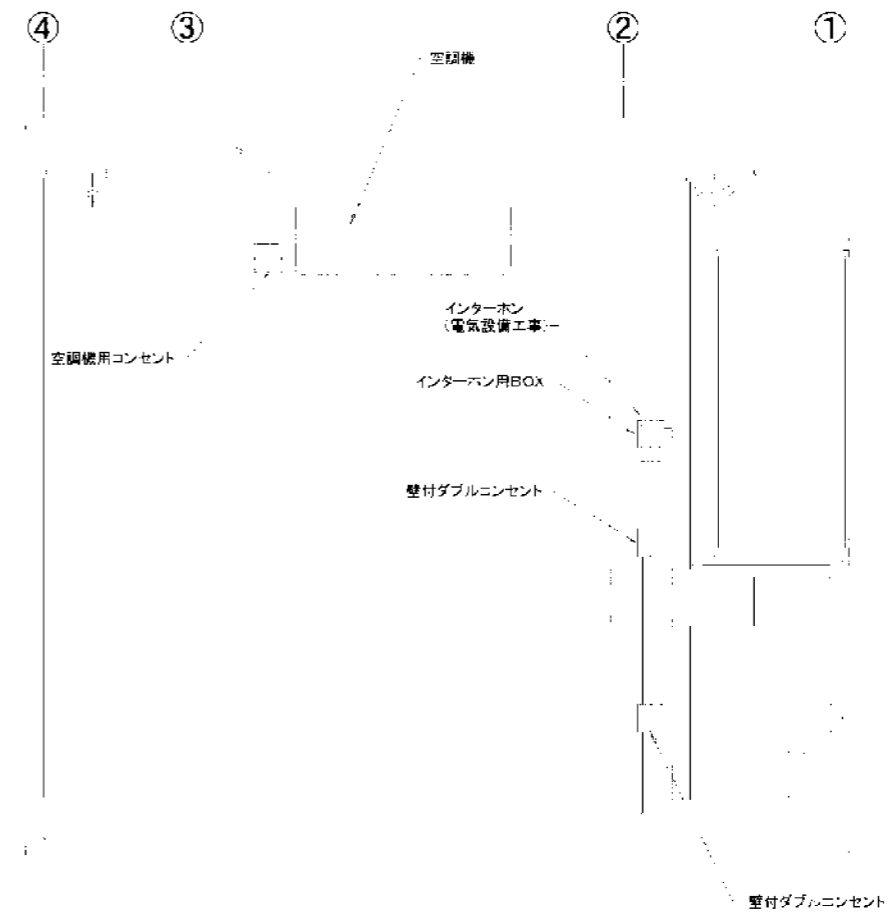 ④ ③ ② ①
空調機
インターホン
(電気設備工事)
空調機用コンセント
インターホン用BOX
壁付ダブルコンセント
壁付ダブルコンセント